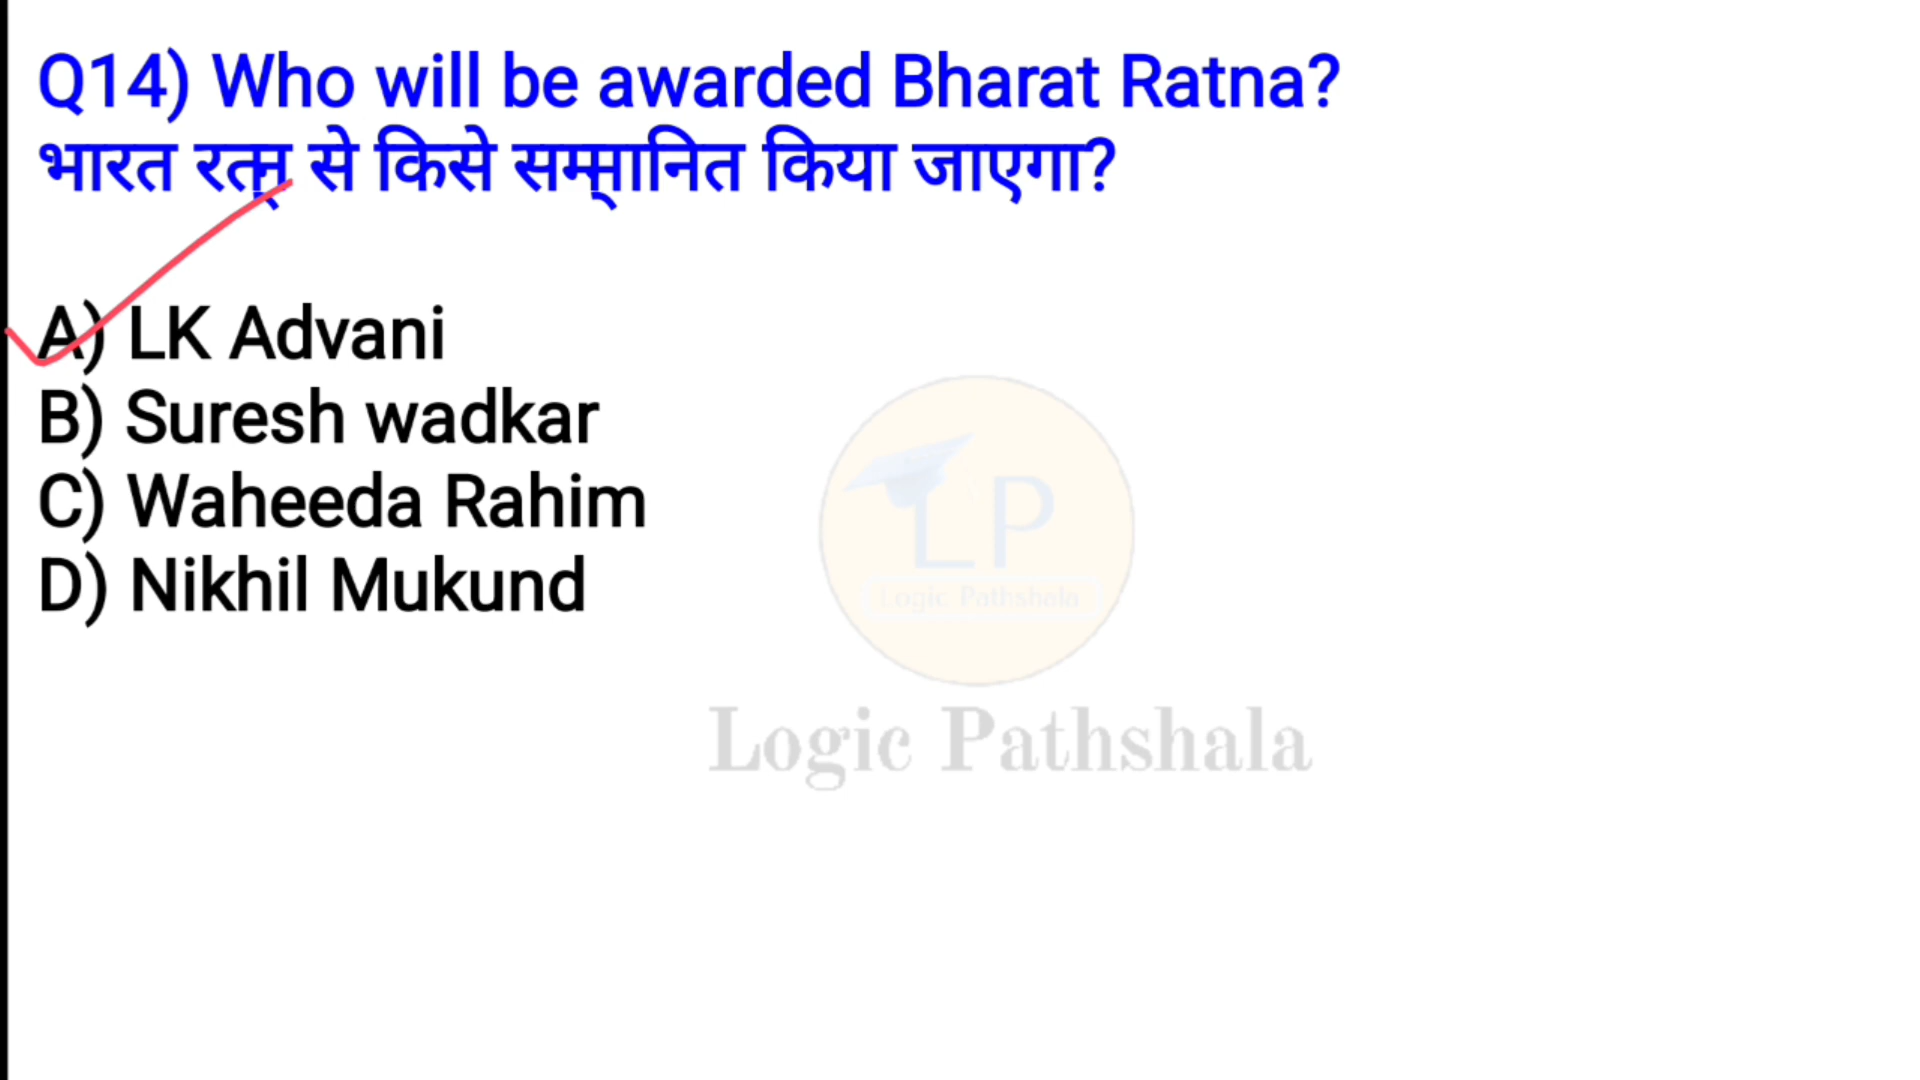 Q14) Who will be awarded Bharat Ratna?
भारत रत्न से किसे सम्मानित किया जाएगा?
A) LK Advani
B) Suresh wadkar
C) Waheeda Rahim
D) Nikhil Mukund
LP
Logic Pathshala
Logic Pathshala